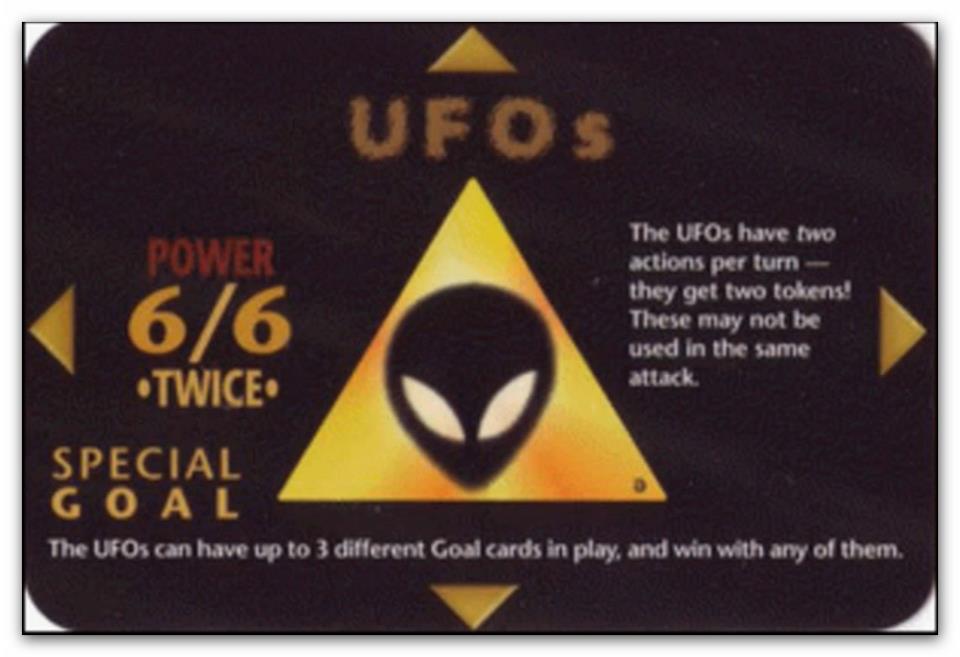 UFOs
POWER
6/6
•TWICE•
The UFOs have two
actions per turn —
they get two tokens!
These may not be
used in the same
attack.
SPECIAL
GOAL
The UFOs can have up to 3 different Goal cards in play, and win with any of them.